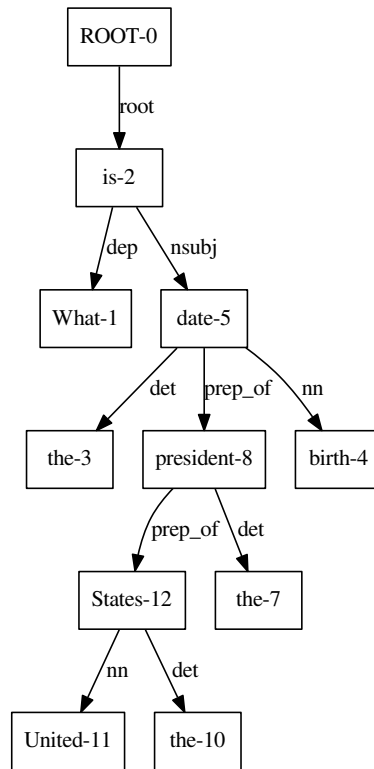 ROOT-0
root
is-2
dep
nsubj
What-1
date-5
det
prep_of
nn
the-3
president-8
birth-4
prep_of
det
States-12
the-7
nn
det
United-11
the-10